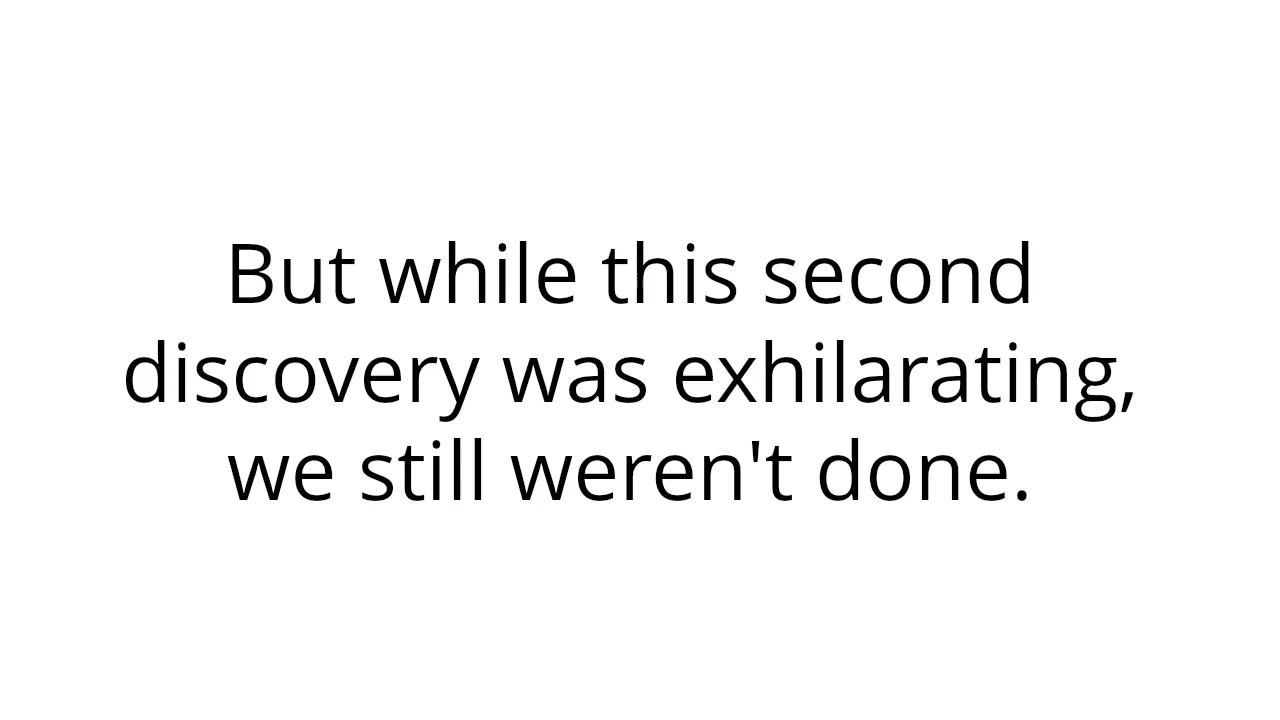 But while this second
discovery was exhilarating,
we still weren't done.